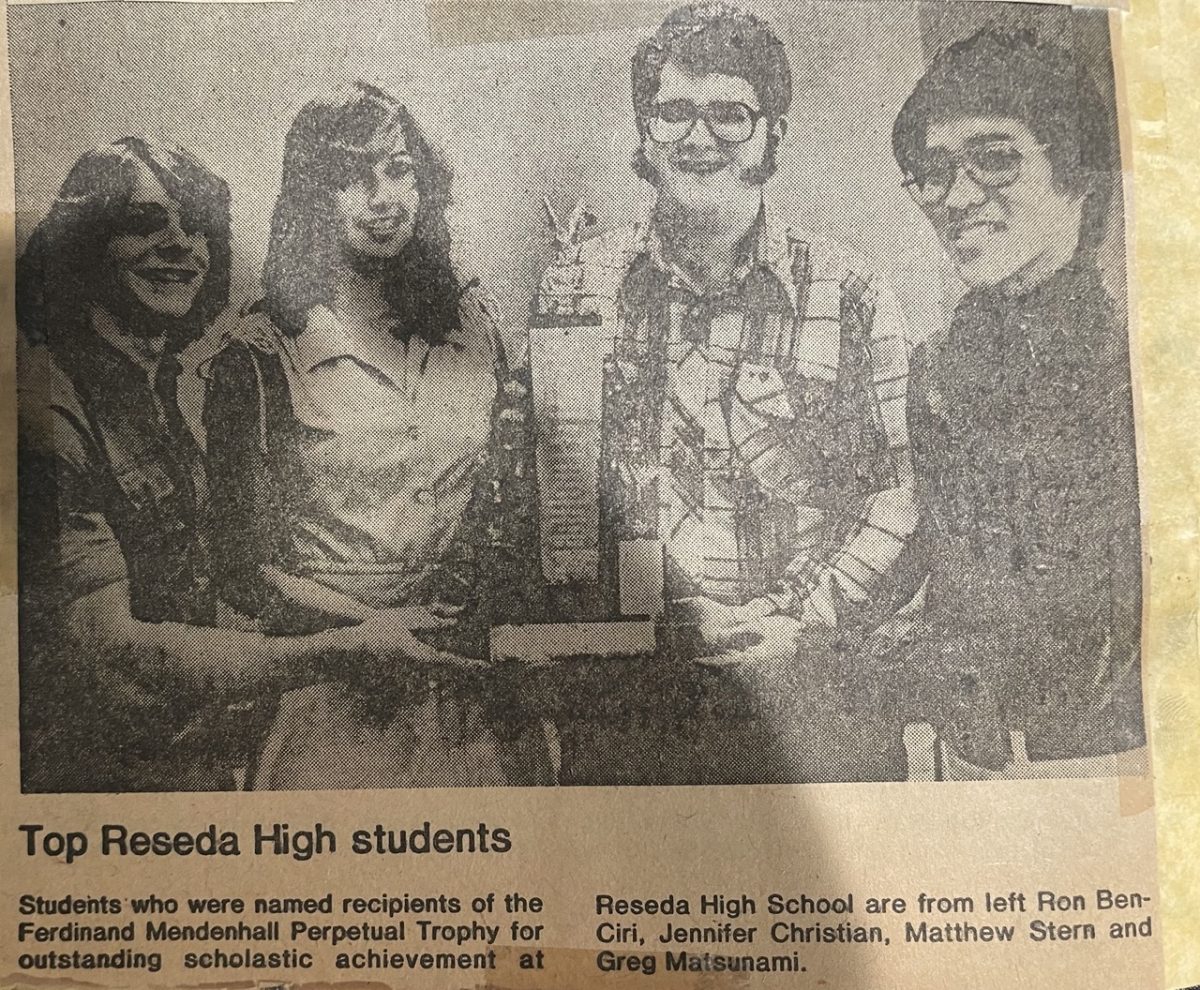 Top Reseda High students
Students who were named recipients of the
Ferdinand Mendenhall Perpetual Trophy for
outstanding scholastic achievement at
Reseda High School are from left Ron Ben-
Ciri, Jennifer Christian, Matthew Stern and
Greg Matsunami.